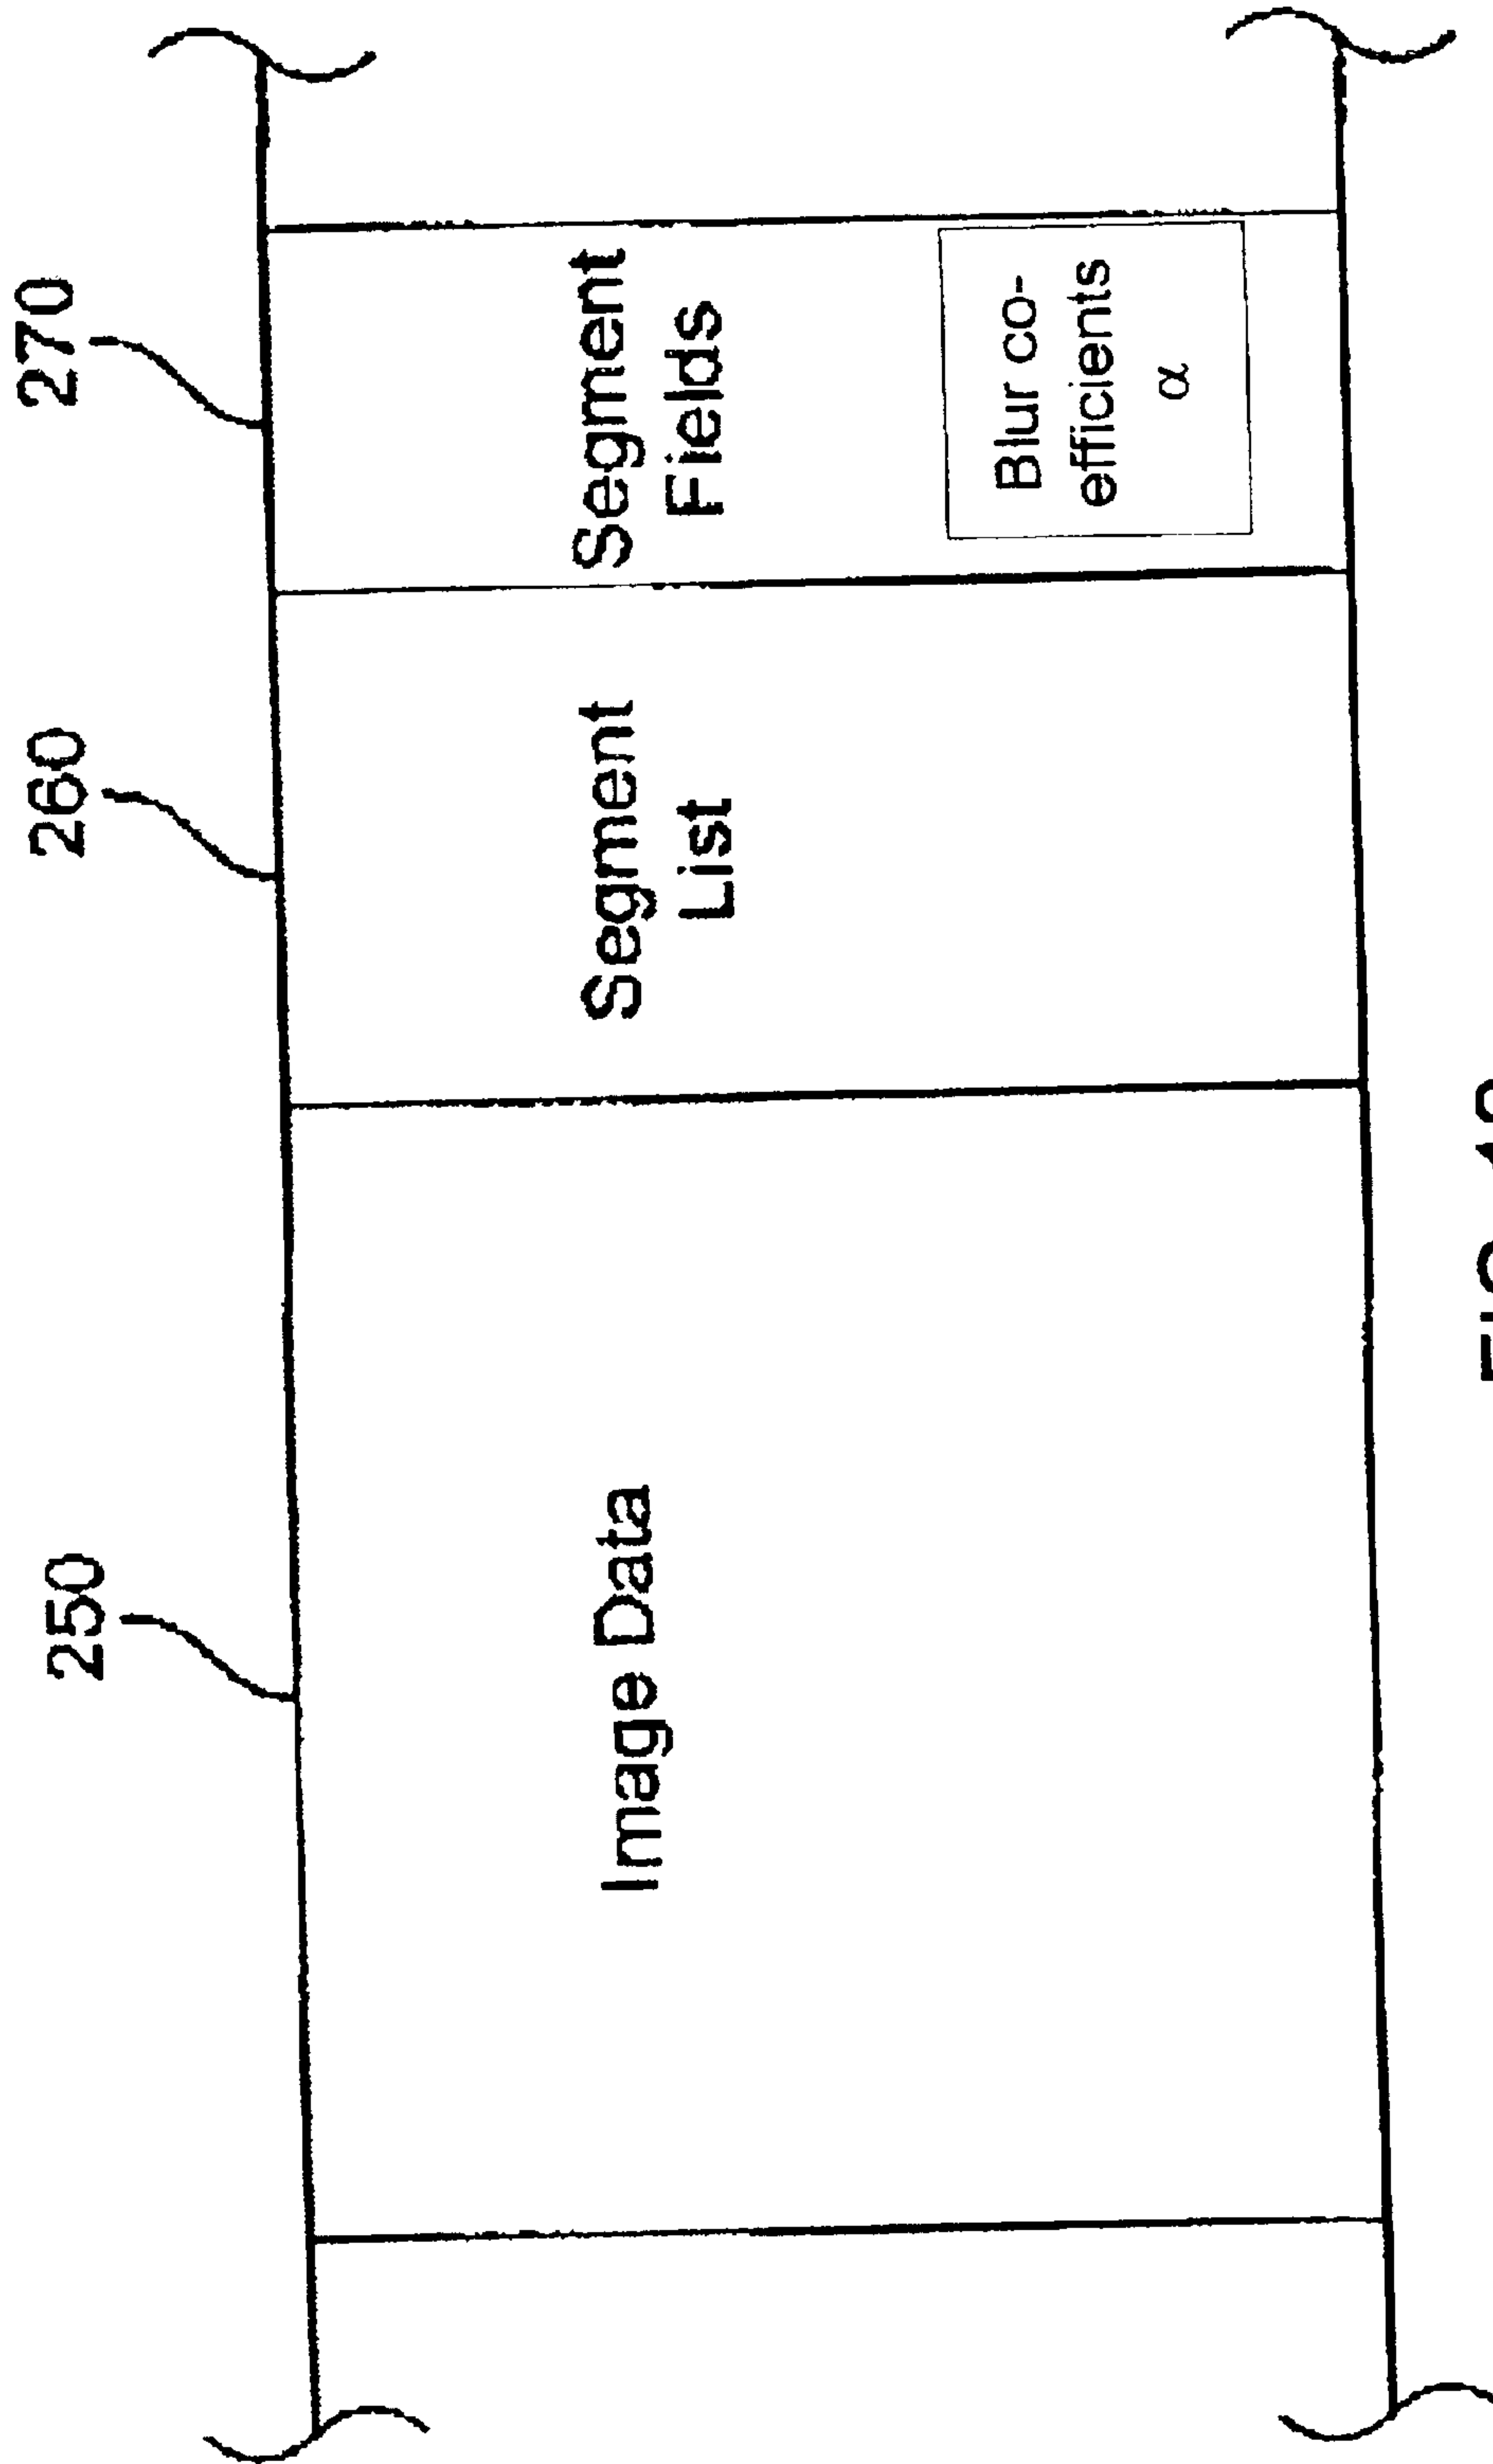 250
260
270
Image Data
Segment
List
Segment
Fields
Blur co-
efficients
α